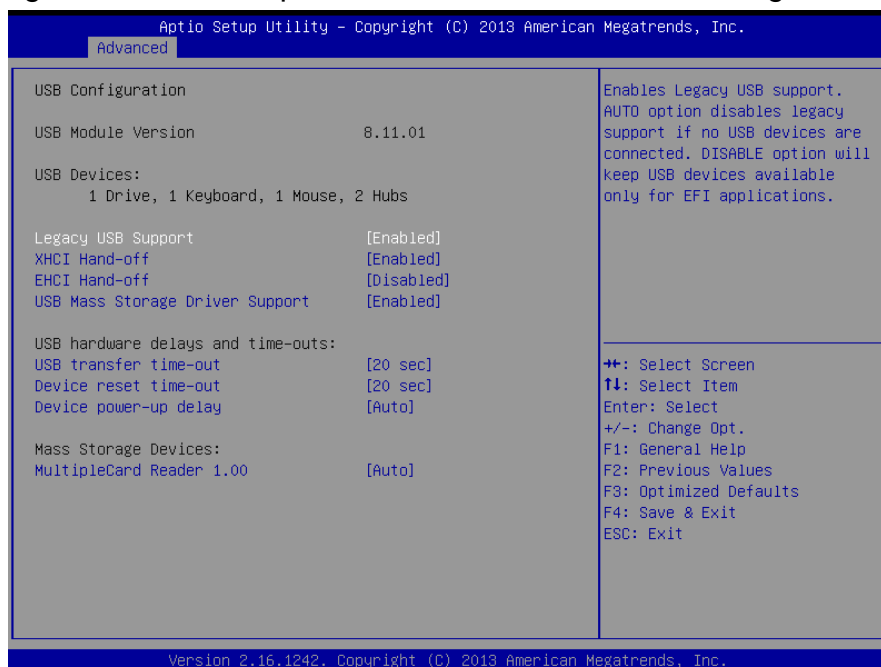 Aptio Setup Utility – Copyright (C) 2013 American Megatrends, Inc.
Advanced
USB Configuration
USB Module Version 8.11.01
USB Devices:
1 Drive, 1 Keyboard, 1 Mouse, 2 Hubs
Legacy USB Support [Enabled]
XHCI Hand-off [Enabled]
EHCI Hand-off [Disabled]
USB Mass Storage Driver Support [Enabled]
USB hardware delays and time-outs:
USB transfer time-out [20 sec]
Device reset time-out [20 sec]
Device power-up delay [Auto]
Mass Storage Devices:
MultipleCard Reader 1.00 [Auto]
Enables Legacy USB support.
AUTO option disables legacy
support if no USB devices are
connected. DISABLE option will
keep USB devices available
only for EFI applications.
→←: Select Screen
↑↓: Select Item
Enter: Select
+/-: Change Opt.
F1: General Help
F2: Previous Values
F3: Optimized Defaults
F4: Save & Exit
ESC: Exit
Version 2.16.1242. Copyright (C) 2013 American Megatrends, Inc.